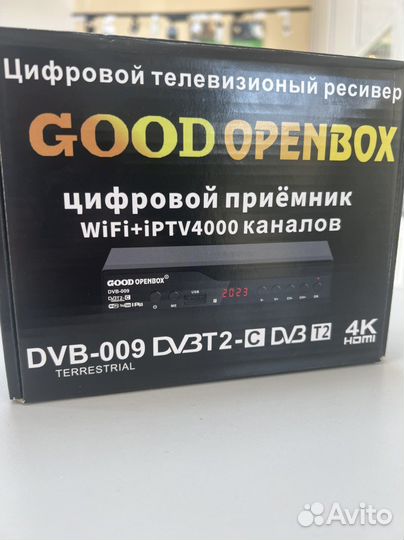 Цифровой телевизионый ресивер
GOOD OPENBOX
цифровой приёмник
WiFi+iPTV4000 каналов
GOOD OPENBOX
DVB-009
USB
2023
DVB-009 DVBT2-C DVB T2 4K
TERRESTRIAL HDMI
Avito